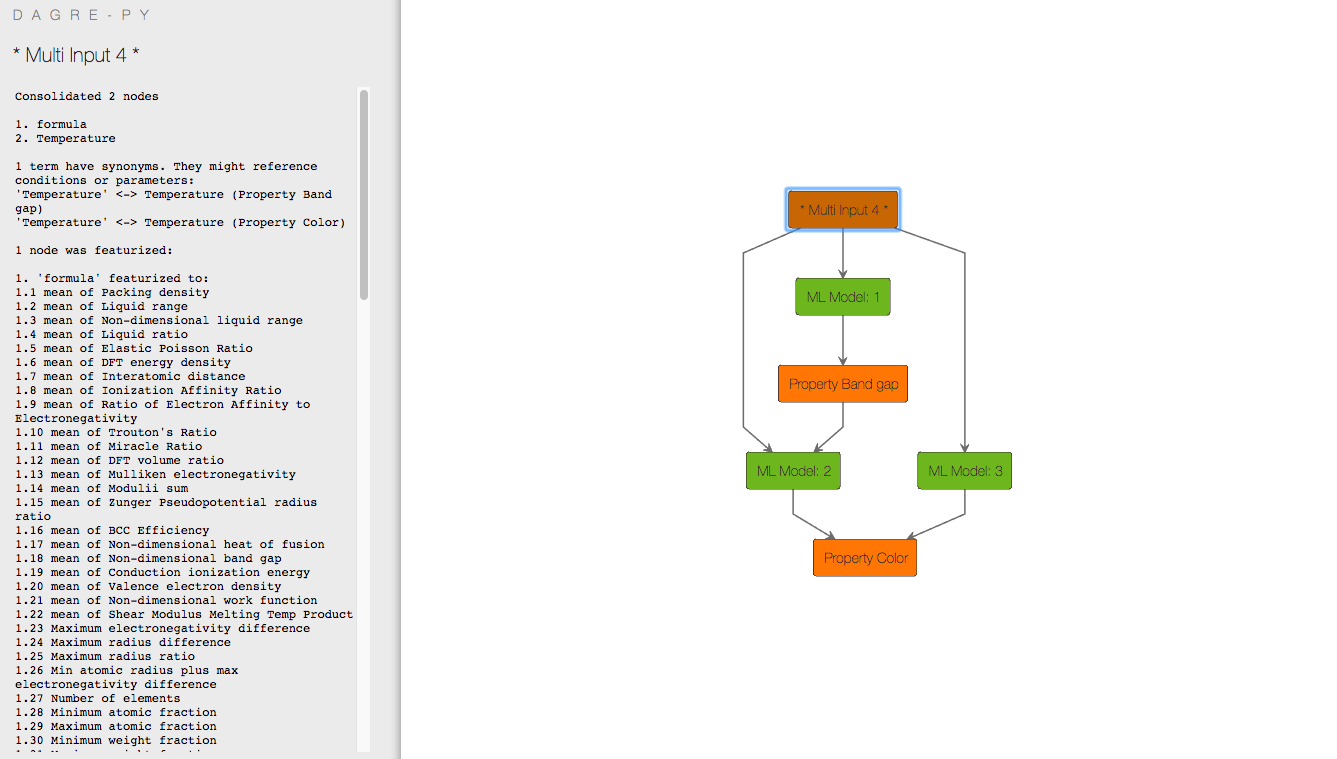 DAGRE-PY
* Multi Input 4 *
Consolidated 2 nodes
1. formula
2. Temperature
1 term have synonyms. They might reference
conditions or parameters:
'Temperature' <-> Temperature (Property Band
gap)
'Temperature' <-> Temperature (Property Color)
1 node was featurized:
1. 'formula' featurized to:
1.1 mean of Packing density
1.2 mean of Liquid range
1.3 mean of Non-dimensional liquid range
1.4 mean of Liquid ratio
1.5 mean of Elastic Poisson Ratio
1.6 mean of DFT energy density
1.7 mean of Interatomic distance
1.8 mean of Ionization Affinity Ratio
1.9 mean of Ratio of Electron Affinity to
Electronegativity
1.10 mean of Trouton's Ratio
1.11 mean of Miracle Ratio
1.12 mean of DFT volume ratio
1.13 mean of Mulliken electronegativity
1.14 mean of Modulii sum
1.15 mean of Zunger Pseudopotential radius
ratio
1.16 mean of BCC Efficiency
1.17 mean of Non-dimensional heat of fusion
1.18 mean of Non-dimensional band gap
1.19 mean of Conduction ionization energy
1.20 mean of Valence electron density
1.21 mean of Non-dimensional work function
1.22 mean of Shear Modulus Melting Temp Product
1.23 Maximum electronegativity difference
1.24 Maximum radius difference
1.25 Maximum radius ratio
1.26 Min atomic radius plus max
electronegativity difference
1.27 Number of elements
1.28 Minimum atomic fraction
1.29 Maximum atomic fraction
1.30 Minimum weight fraction
* Multi Input 4 *
ML Model: 1
Property Band gap
ML Model: 2
ML Model: 3
Property Color